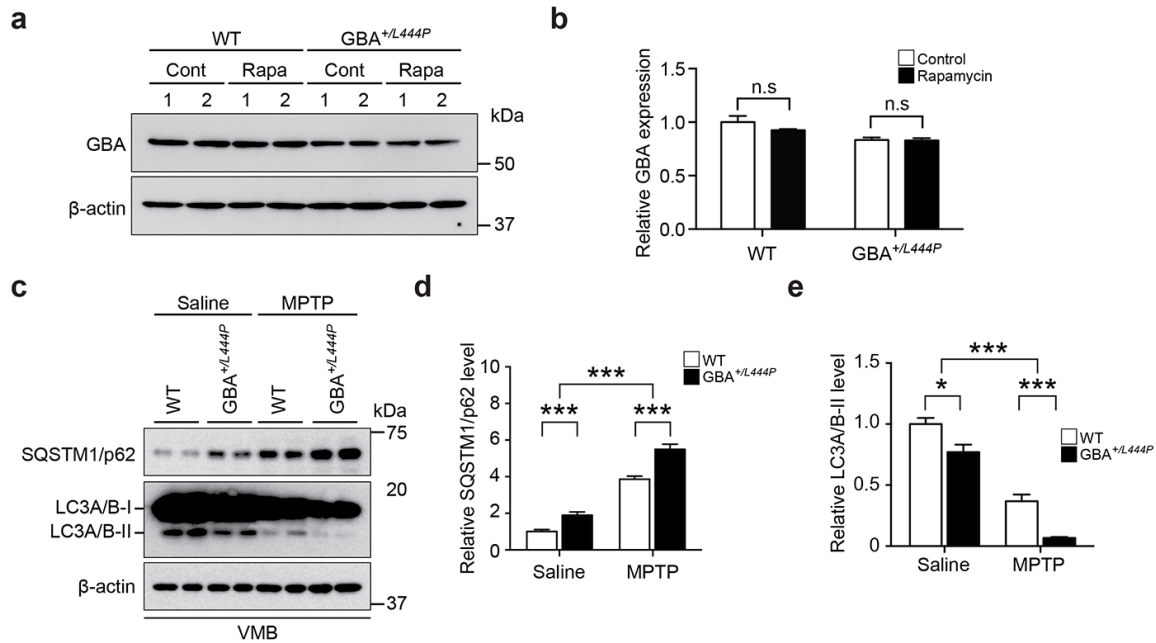 a
WT GBA+/L444P
Cont Rapa Cont Rapa
1 2 1 2 1 2 1 2
kDa
GBA
50
β-actin
37
b
Control
Rapamycin
Relative GBA expression
1.5
1.0
0.5
0.0
n.s n.s
WT GBA+/L444P
c
Saline MPTP
WT GBA+/L444P WT GBA+/L444P
kDa
75
SQSTM1/p62
20
LC3A/B-I
LC3A/B-II
β-actin
37
VMB
d
WT
GBA+/L444P
Relative SQSTM1/p62 level
10
8
6
4
2
0
***
*** ***
Saline MPTP
e
Relative LC3A/B-II level
1.5
1.0
0.5
0
***
* ***
WT
GBA+/L444P
Saline MPTP